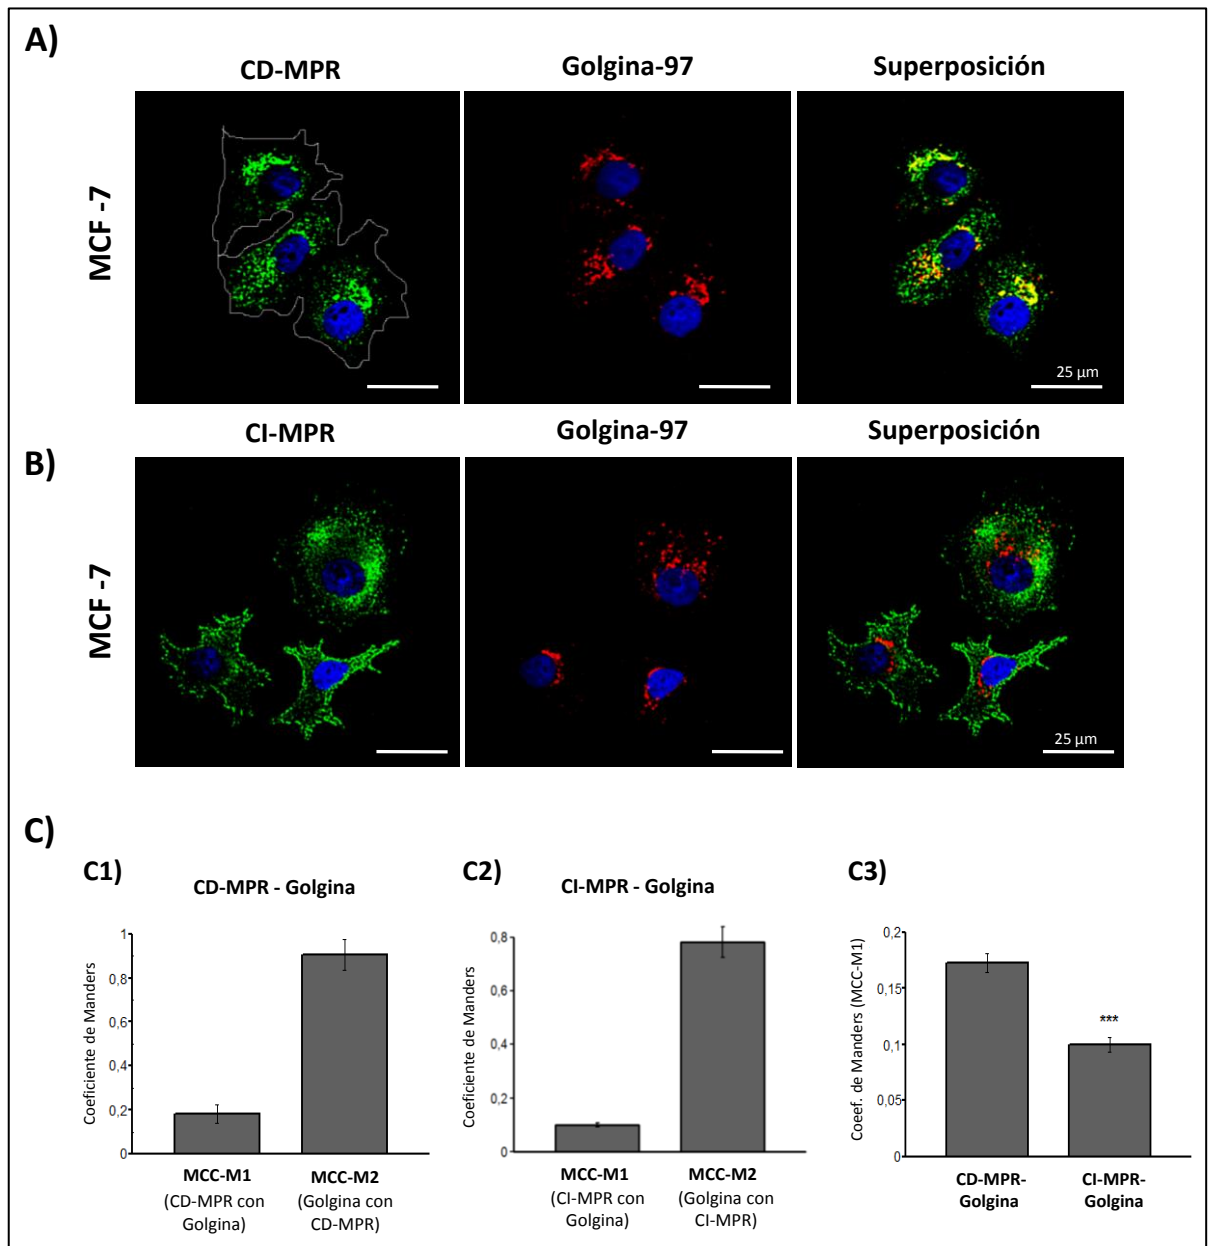 A)
CD-MPR
Golgina-97
Superposición
MCF -7
25 µm
B)
CI-MPR
Golgina-97
Superposición
MCF -7
25 µm
C)
C1)
CD-MPR - Golgina
Coeficiente de Manders
1
0,8
0,6
0,4
0,2
0
MCC-M1
(CD-MPR con
Golgina)
MCC-M2
(Golgina con
CD-MPR)
C2)
CI-MPR - Golgina
Coeficiente de Manders
0,8
0,6
0,4
0,2
0
MCC-M1
(CI-MPR con
Golgina)
MCC-M2
(Golgina con
CI-MPR)
C3)
Coeef. de Manders (MCC-M1)
0,2
0,15
0,1
0,05
0
***
CD-MPR-
Golgina
CI-MPR-
Golgina